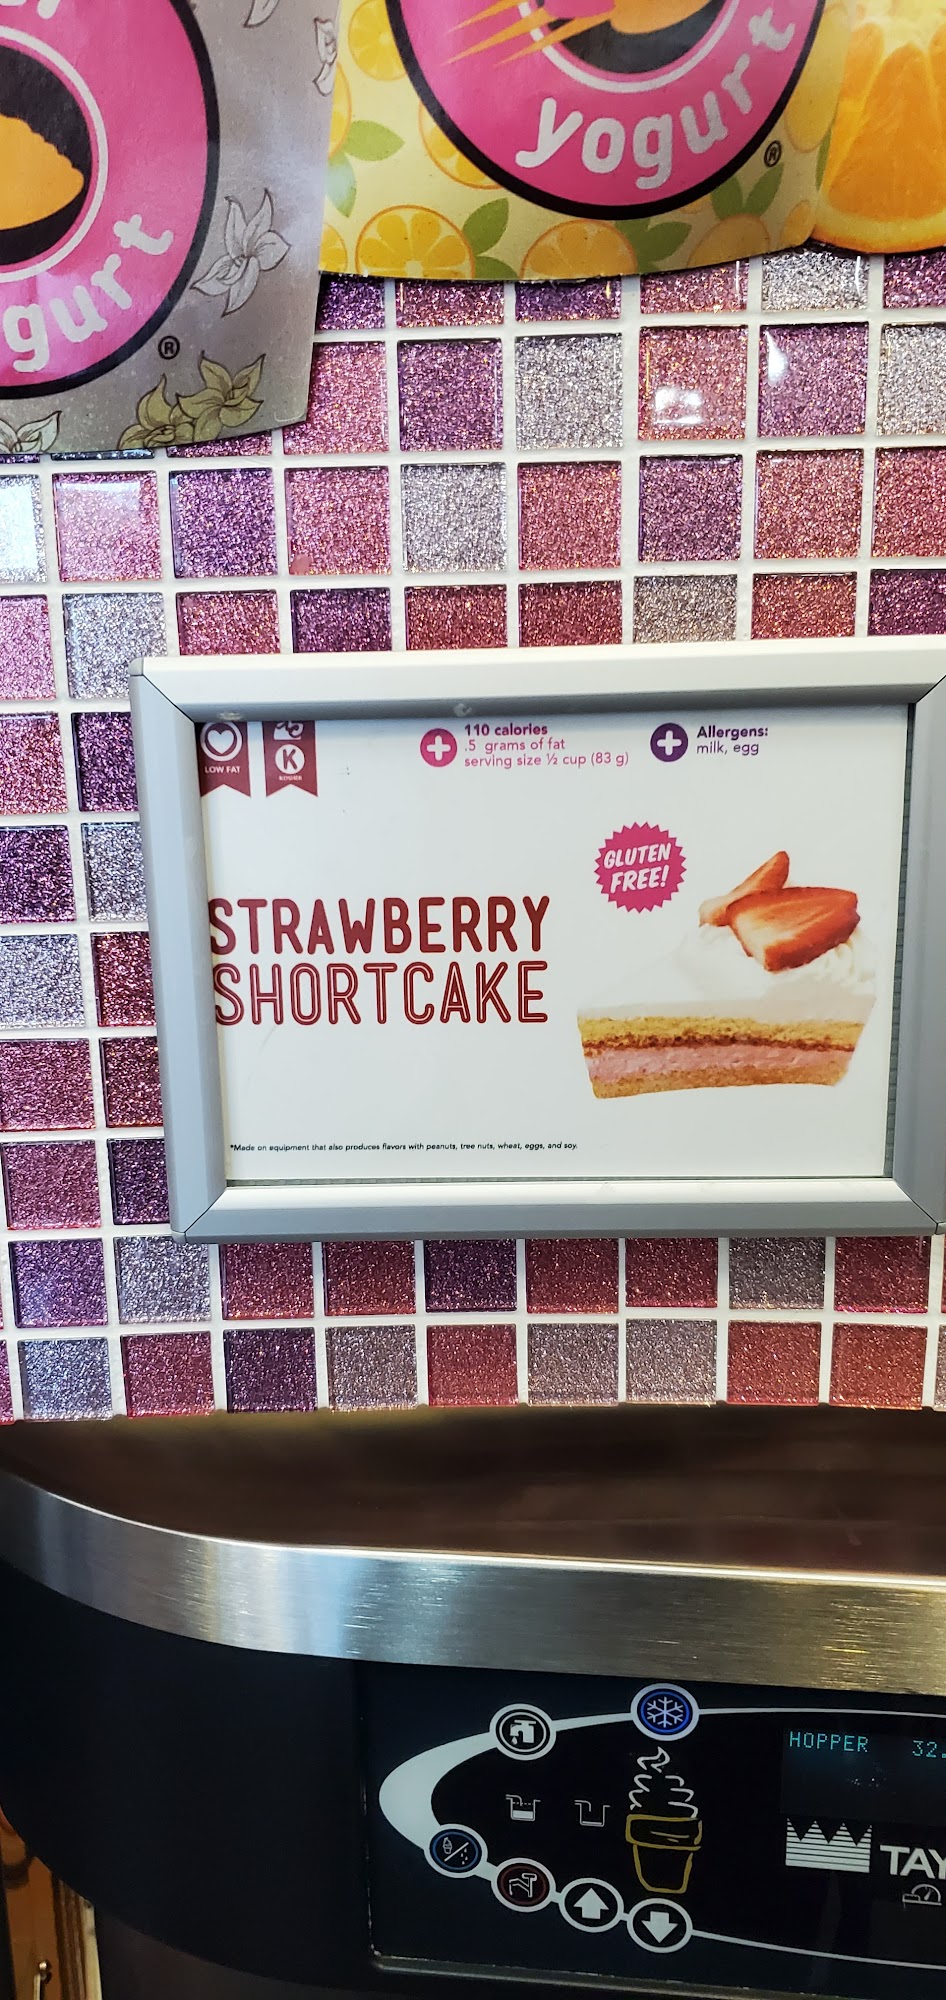 gurt
®
yogurt
®
LOW FAT
K
KOSHER
110 calories
.5 grams of fat
serving size ½ cup (83 g)
Allergens:
milk, egg
GLUTEN
FREE!
STRAWBERRY
SHORTCAKE
*Made on equipment that also produces flavors with peanuts, tree nuts, wheat, eggs, and soy.
HOPPER 32.
TAY